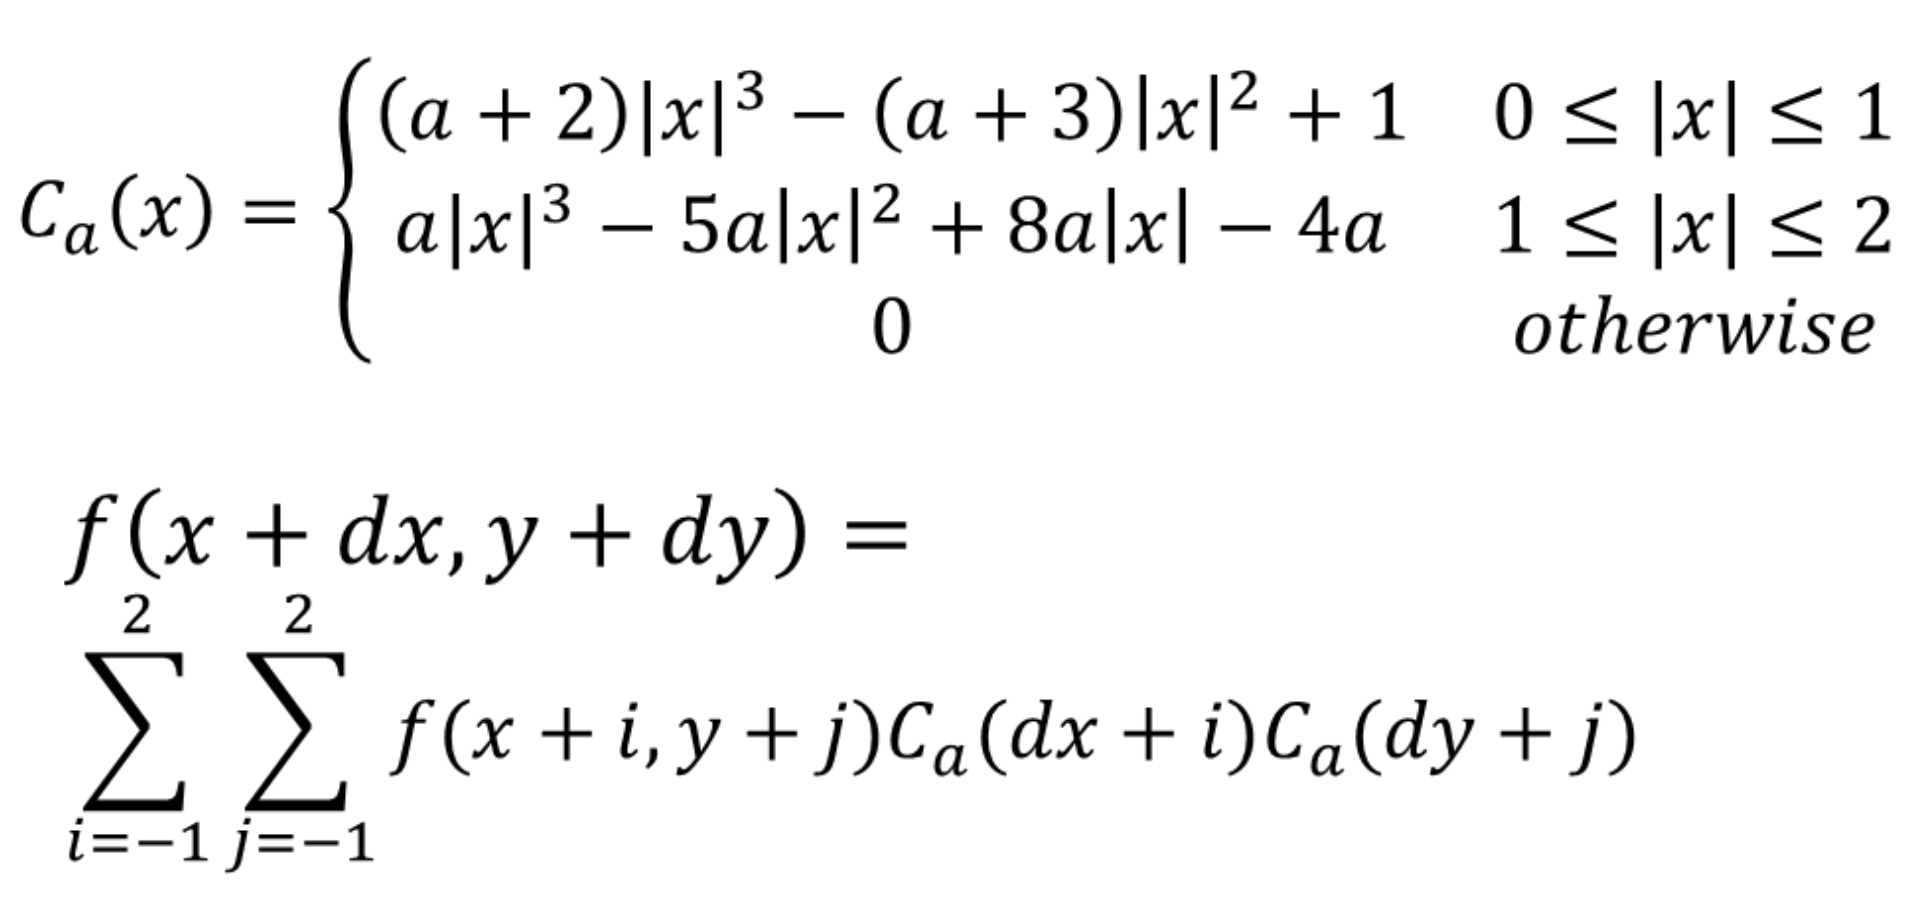 C_a(x) = { (a + 2)|x|³ − (a + 3)|x|² + 1 0 ≤ |x| ≤ 1
a|x|³ − 5a|x|² + 8a|x| − 4a 1 ≤ |x| ≤ 2
0 otherwise
f(x + dx, y + dy) =
∑_{i=−1}^{2} ∑_{j=−1}^{2} f(x + i, y + j)C_a(dx + i)C_a(dy + j)